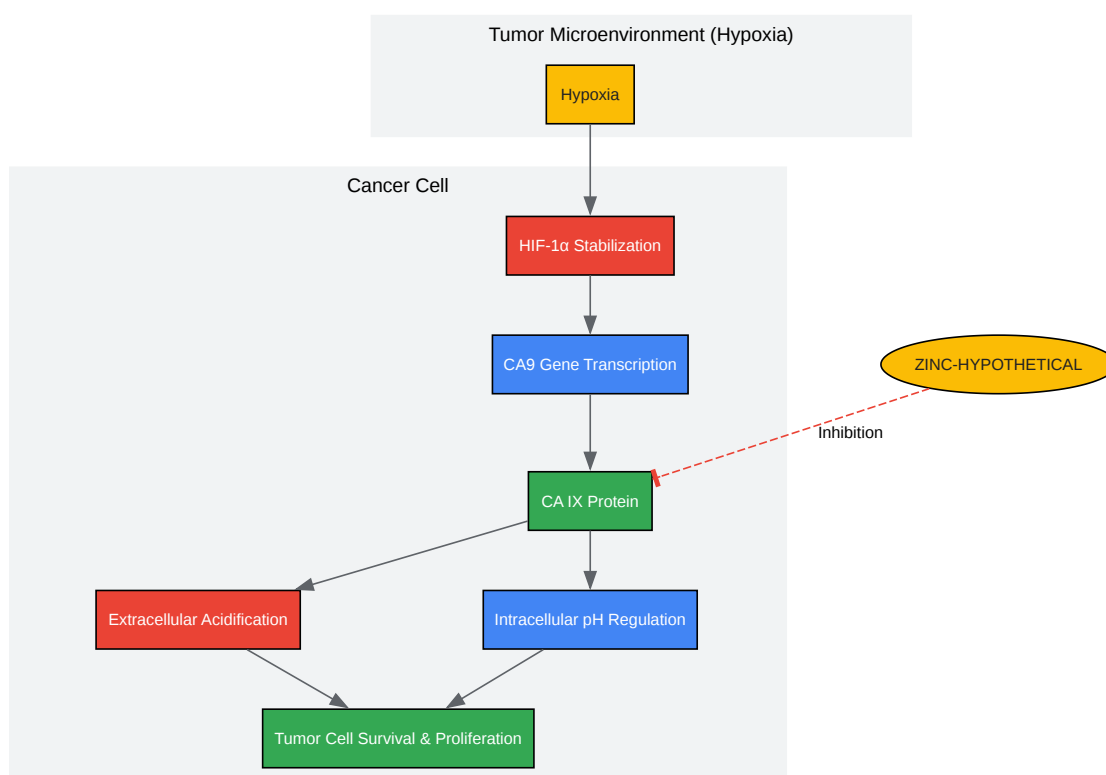 Tumor Microenvironment (Hypoxia)
Hypoxia
Cancer Cell
HIF-1α Stabilization
CA9 Gene Transcription
ZINC-HYPOTHETICAL
Inhibition
CA IX Protein
Extracellular Acidification
Intracellular pH Regulation
Tumor Cell Survival & Proliferation